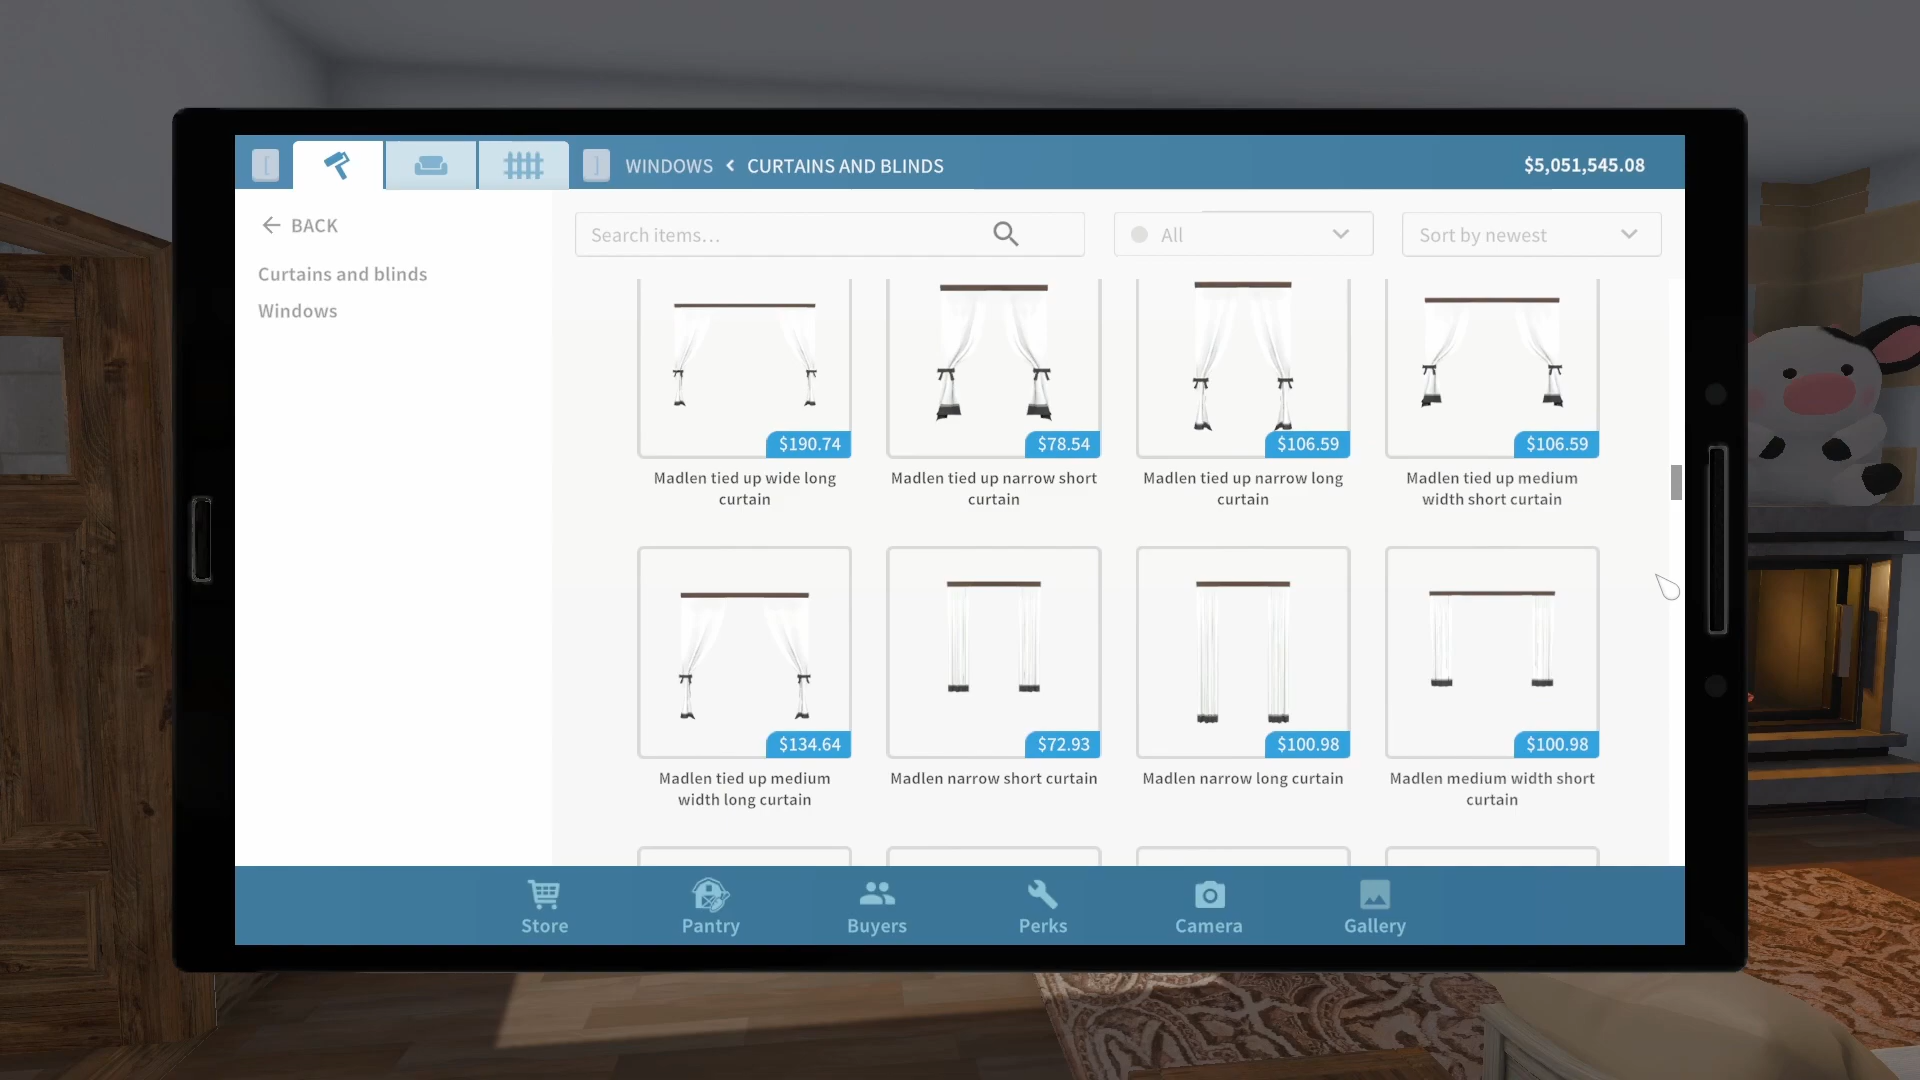 [
]
WINDOWS < CURTAINS AND BLINDS
$5,051,545.08
BACK
Curtains and blinds
Windows
Search items...
All
Sort by newest
$190.74
$78.54
$106.59
$106.59
Madlen tied up wide long
curtain
Madlen tied up narrow short
curtain
Madlen tied up narrow long
curtain
Madlen tied up medium
width short curtain
$134.64
$72.93
$100.98
$100.98
Madlen tied up medium
width long curtain
Madlen narrow short curtain
Madlen narrow long curtain
Madlen medium width short
curtain
Store
Pantry
Buyers
Perks
Camera
Gallery